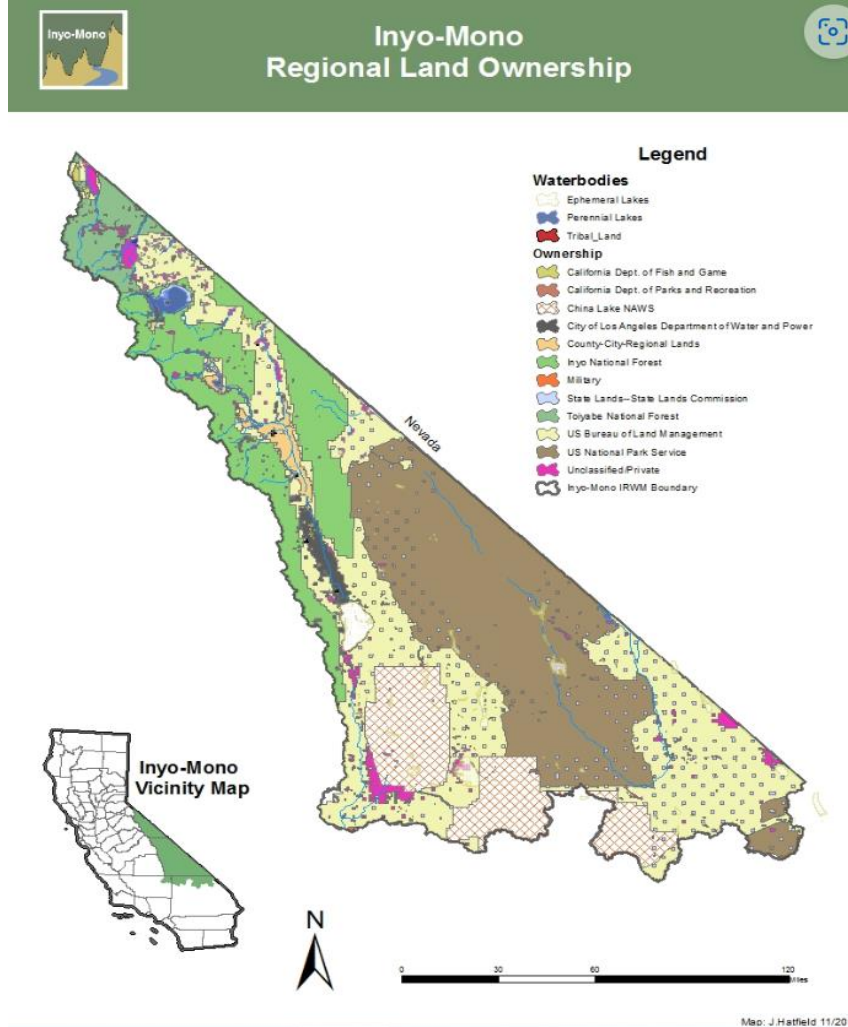 Inyo-Mono
Inyo-Mono
Regional Land Ownership
Legend
Waterbodies
Ephemeral Lakes
Perennial Lakes
Tribal_Land
Ownership
California Dept. of Fish and Game
California Dept. of Parks and Recreation
China Lake NAWS
City of Los Angeles Department of Water and Power
County-City-Regional Lands
Inyo National Forest
Military
State Lands--State Lands Commission
Toiyabe National Forest
US Bureau of Land Management
US National Park Service
Unclassified/Private
Inyo-Mono IRWM Boundary
Nevada
Inyo-Mono
Vicinity Map
N
0 30 60 120
Miles
Map: J.Hatfield 11/20